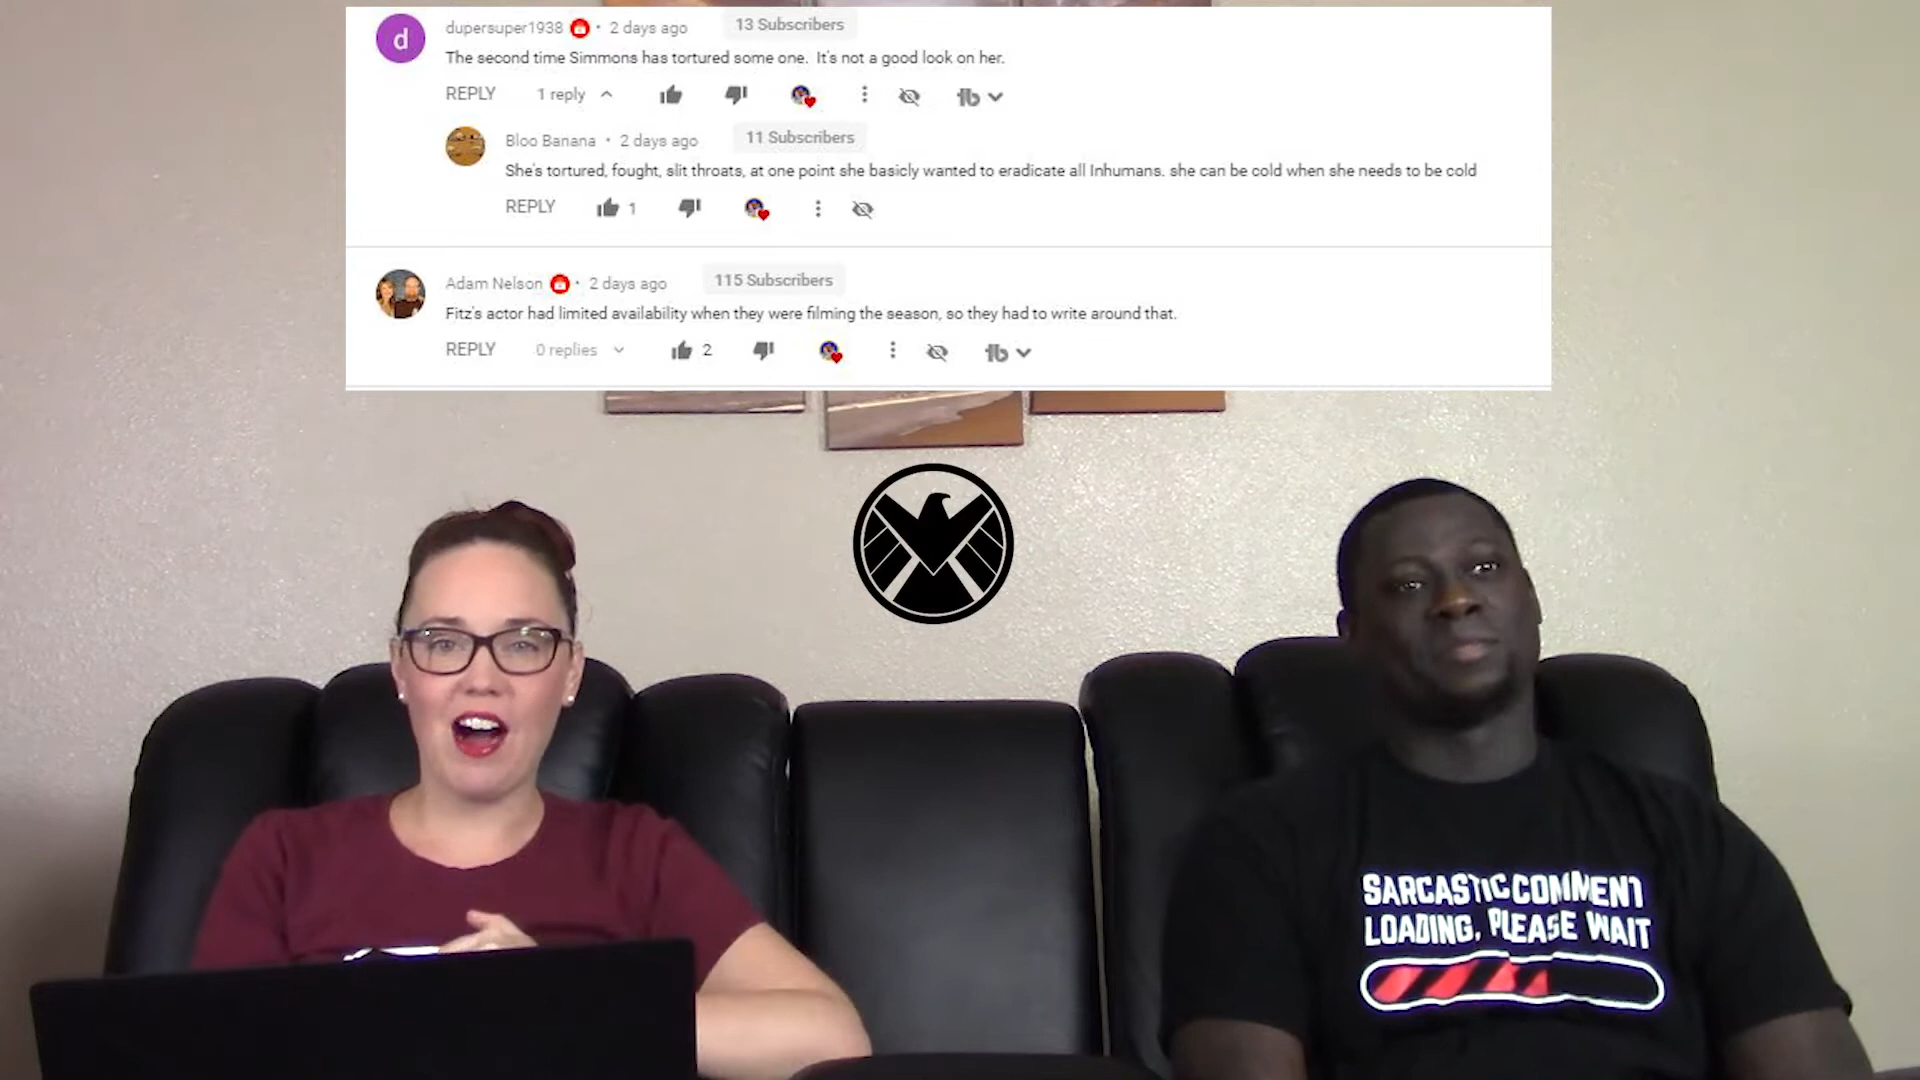 d
dupersuper1938 • 2 days ago 13 Subscribers
The second time Simmons has tortured some one. It's not a good look on her.
REPLY 1 reply
Bloo Banana • 2 days ago 11 Subscribers
She's tortured, fought, slit throats, at one point she basicly wanted to eradicate all Inhumans. she can be cold when she needs to be cold
REPLY 1
Adam Nelson • 2 days ago 115 Subscribers
Fitz's actor had limited availability when they were filming the season, so they had to write around that.
REPLY 0 replies 2
SARCASTIC COMMENT
LOADING, PLEASE WAIT